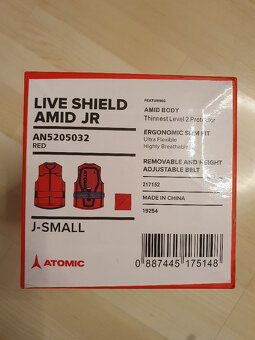 LIVE SHIELD
AMID JR
AN5205032
RED
J-SMALL
ATOMIC
FEATURING
AMID BODY
Thinnest Level 2 Protector
ERGONOMIC SLIM FIT
Ultra Flexible
Highly Breathable
REMOVABLE AND HEIGHT
ADJUSTABLE BELT
217152
MADE IN CHINA
19254
0 887445 175148